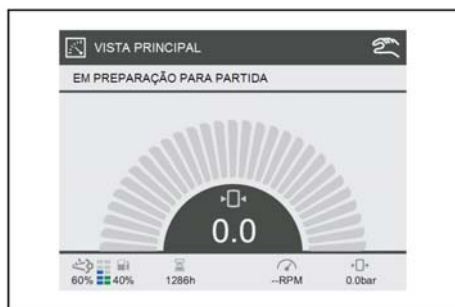 VISTA PRINCIPAL
EM PREPARAÇÃO PARA PARTIDA
0.0
60% 40% 1286h --RPM 0.0bar